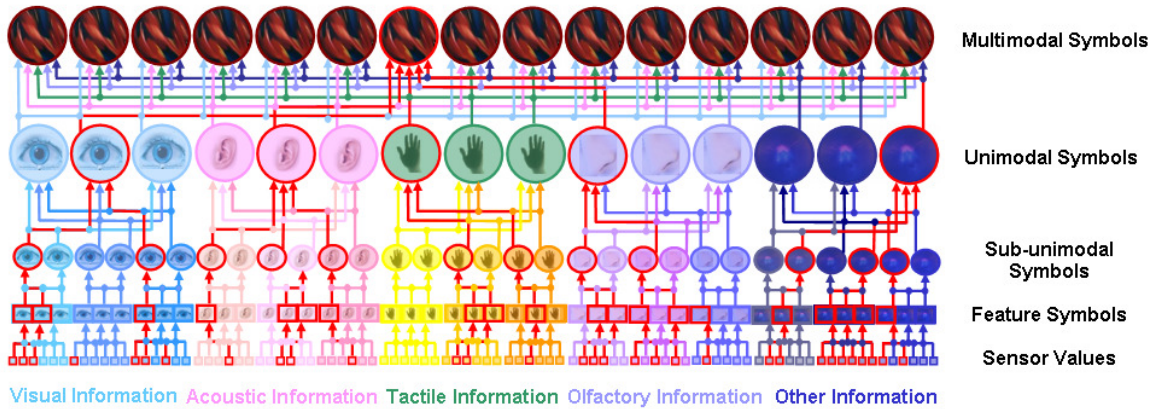 Multimodal Symbols
Unimodal Symbols
Sub-unimodal
Symbols
Feature Symbols
Sensor Values
Visual Information Acoustic Information Tactile Information Olfactory Information Other Information